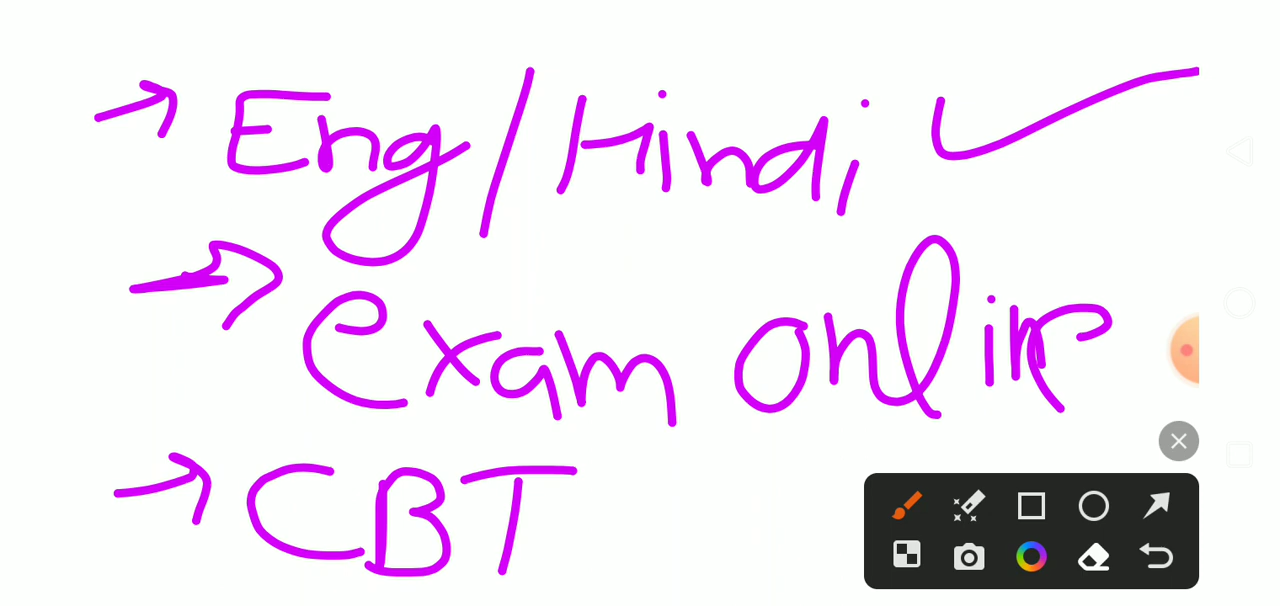 → Eng/Hindi ✓
→ Exam online
→ CBT